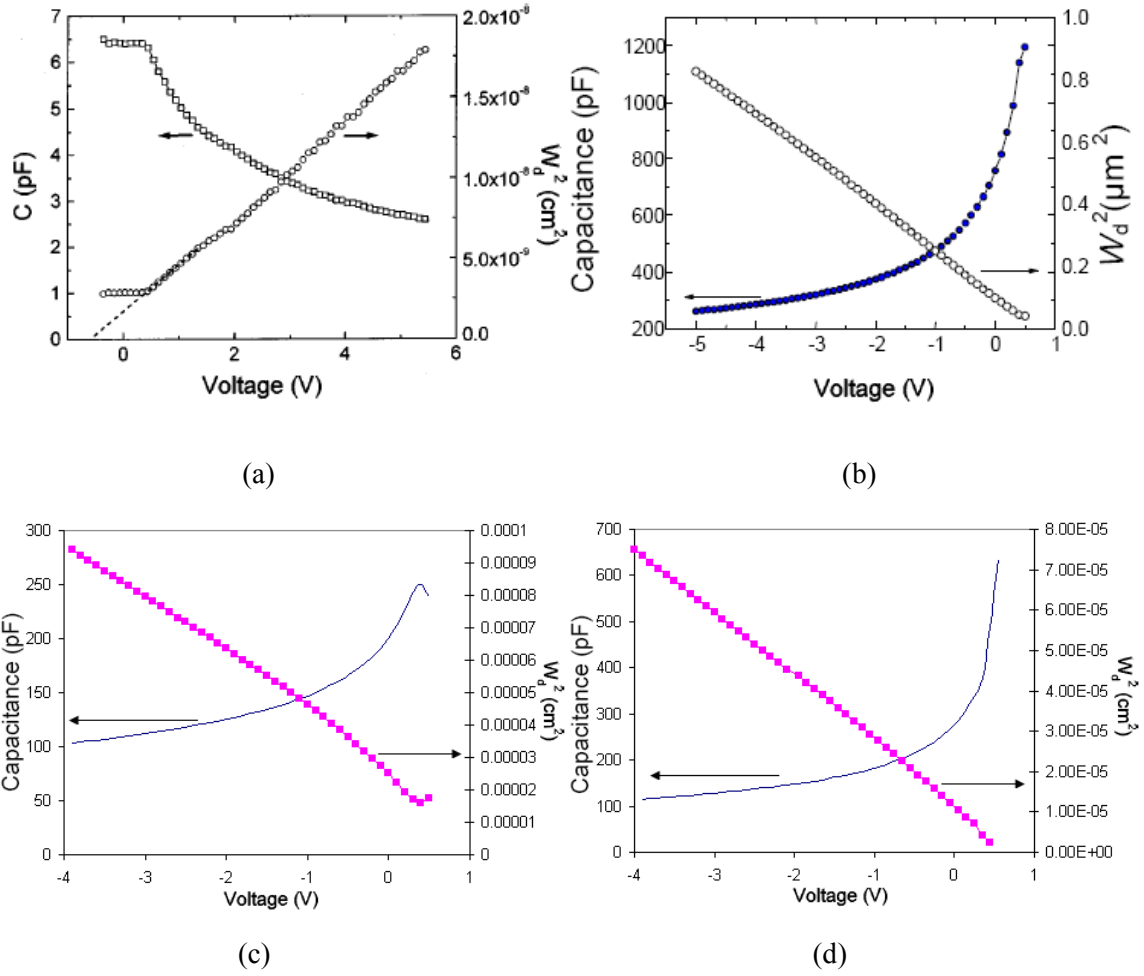 7
6
5
4
3
2
1
0
C (pF)
2.0x10⁻⁸
1.5x10⁻⁸
1.0x10⁻⁸
5.0x10⁻⁹
0.0
W_d² (cm²)
0 2 4 6
Voltage (V)
(a)
1200
1000
800
600
400
200
Capacitance (pF)
1.0
0.8
0.6
0.4
0.2
0.0
W_d² (μm²)
-5 -4 -3 -2 -1 0 1
Voltage (V)
(b)
300
250
200
150
100
50
0
Capacitance (pF)
0.0001
0.00009
0.00008
0.00007
0.00006
0.00005
0.00004
0.00003
0.00002
0.00001
0
W_d² (cm²)
-4 -3 -2 -1 0 1
Voltage (V)
(c)
700
600
500
400
300
200
100
0
Capacitance (pF)
8.00E-05
7.00E-05
6.00E-05
5.00E-05
4.00E-05
3.00E-05
2.00E-05
1.00E-05
0.00E+00
W_d² (cm²)
-4 -3 -2 -1 0 1
Voltage (V)
(d)